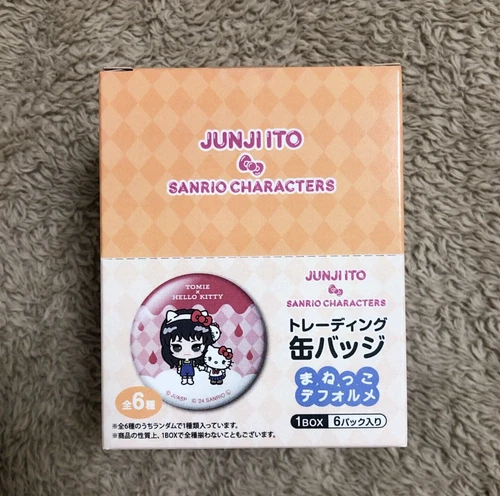 JUNJI ITO
SANRIO CHARACTERS
TOMIE
×
HELLO KITTY
© JI/ASP © '24 SANRIO Ⓛ
全6種
JUNJI ITO
SANRIO CHARACTERS
トレーディング
缶バッジ
まねっこ
デフォルメ
1BOX 6パック入り
※全6種のうちランダムで1種類入っています。
※商品の性質上、1BOXで全種揃わないこともございます。